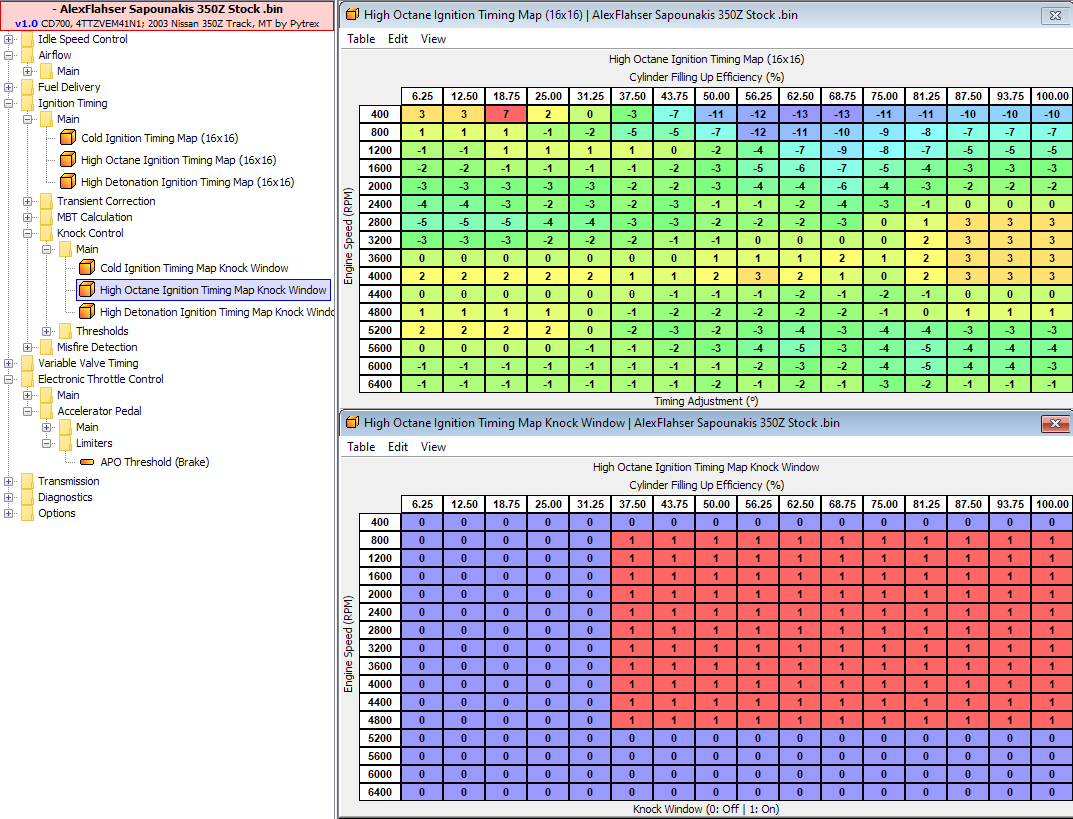 - AlexFlahser Sapounakis 350Z Stock .bin
v1.0 CD700, 4TTZVEM41N1; 2003 Nissan 350Z Track, MT by Pytrex
Idle Speed Control
Airflow
Main
Fuel Delivery
Ignition Timing
Main
Cold Ignition Timing Map (16x16)
High Octane Ignition Timing Map (16x16)
High Detonation Ignition Timing Map (16x16)
Transient Correction
MBT Calculation
Knock Control
Main
Cold Ignition Timing Map Knock Window
High Octane Ignition Timing Map Knock Window
High Detonation Ignition Timing Map Knock Windo
Thresholds
Misfire Detection
Variable Valve Timing
Electronic Throttle Control
Main
Accelerator Pedal
Main
Limiters
APO Threshold (Brake)
Transmission
Diagnostics
Options
High Octane Ignition Timing Map (16x16) | AlexFlahser Sapounakis 350Z Stock .bin
Table Edit View
High Octane Ignition Timing Map (16x16)
Cylinder Filling Up Efficiency (%)
Engine Speed (RPM)
6.25 12.50 18.75 25.00 31.25 37.50 43.75 50.00 56.25 62.50 68.75 75.00 81.25 87.50 93.75 100.00
400 3 3 7 2 0 -3 -7 -11 -12 -13 -13 -11 -11 -10 -10 -10
800 1 1 1 -1 -2 -5 -5 -7 -12 -11 -10 -9 -8 -7 -7 -7
1200 -1 -1 1 1 1 1 0 -2 -4 -7 -9 -8 -7 -5 -5 -5
1600 -2 -2 -1 -1 -1 -1 -2 -3 -5 -6 -7 -5 -4 -3 -3 -3
2000 -3 -3 -3 -3 -3 -2 -3 -2 -3 -4 -4 -6 -4 -3 -2 -2 -2
2400 -4 -4 -3 -2 -3 -2 -3 -1 -1 -2 -2 -4 -3 -1 0 0 0
2800 -5 -5 -5 -4 -4 -3 -3 -2 -2 -2 -3 0 1 3 3 3
3200 -3 -3 -3 -2 -2 -2 -1 -1 0 0 0 0 2 3 3 3
3600 0 0 0 0 0 0 0 1 1 1 2 1 2 3 3 3
4000 2 2 2 2 2 1 1 2 3 2 1 0 2 3 3 3
4400 0 0 0 0 0 0 -1 -1 -1 -2 -1 -2 -1 0 0 0
4800 1 1 1 1 0 -1 -2 -2 -2 -2 -2 -1 0 1 1 1
5200 2 2 2 2 0 -2 -3 -2 -3 -4 -3 -4 -4 -3 -3 -3
5600 0 0 0 0 -1 -1 -2 -3 -4 -5 -3 -4 -5 -4 -4 -4
6000 -1 -1 -1 -1 -1 -1 -1 -2 -2 -3 -2 -4 -5 -4 -4 -3
6400 -1 -1 -1 -1 -1 -1 -1 -2 -1 -2 -1 -3 -2 -1 -1 -1
Timing Adjustment (º)
High Octane Ignition Timing Map Knock Window | AlexFlahser Sapounakis 350Z Stock .bin
Table Edit View
High Octane Ignition Timing Map Knock Window
Cylinder Filling Up Efficiency (%)
Engine Speed (RPM)
6.25 12.50 18.75 25.00 31.25 37.50 43.75 50.00 56.25 62.50 68.75 75.00 81.25 87.50 93.75 100.00
400 0 0 0 0 0 0 0 0 0 0 0 0 0 0 0 0
800 0 0 0 0 0 1 1 1 1 1 1 1 1 1 1 1
1200 0 0 0 0 0 1 1 1 1 1 1 1 1 1 1 1
1600 0 0 0 0 0 1 1 1 1 1 1 1 1 1 1 1
2000 0 0 0 0 0 1 1 1 1 1 1 1 1 1 1 1
2400 0 0 0 0 0 1 1 1 1 1 1 1 1 1 1 1
2800 0 0 0 0 0 1 1 1 1 1 1 1 1 1 1 1
3200 0 0 0 0 0 1 1 1 1 1 1 1 1 1 1 1
3600 0 0 0 0 0 1 1 1 1 1 1 1 1 1 1 1
4000 0 0 0 0 0 1 1 1 1 1 1 1 1 1 1 1
4400 0 0 0 0 0 1 1 1 1 1 1 1 1 1 1 1
4800 0 0 0 0 0 1 1 1 1 1 1 1 1 1 1 1
5200 0 0 0 0 0 0 0 0 0 0 0 0 0 0 0 0
5600 0 0 0 0 0 0 0 0 0 0 0 0 0 0 0 0
6000 0 0 0 0 0 0 0 0 0 0 0 0 0 0 0 0
6400 0 0 0 0 0 0 0 0 0 0 0 0 0 0 0 0
Knock Window (0: Off | 1: On)